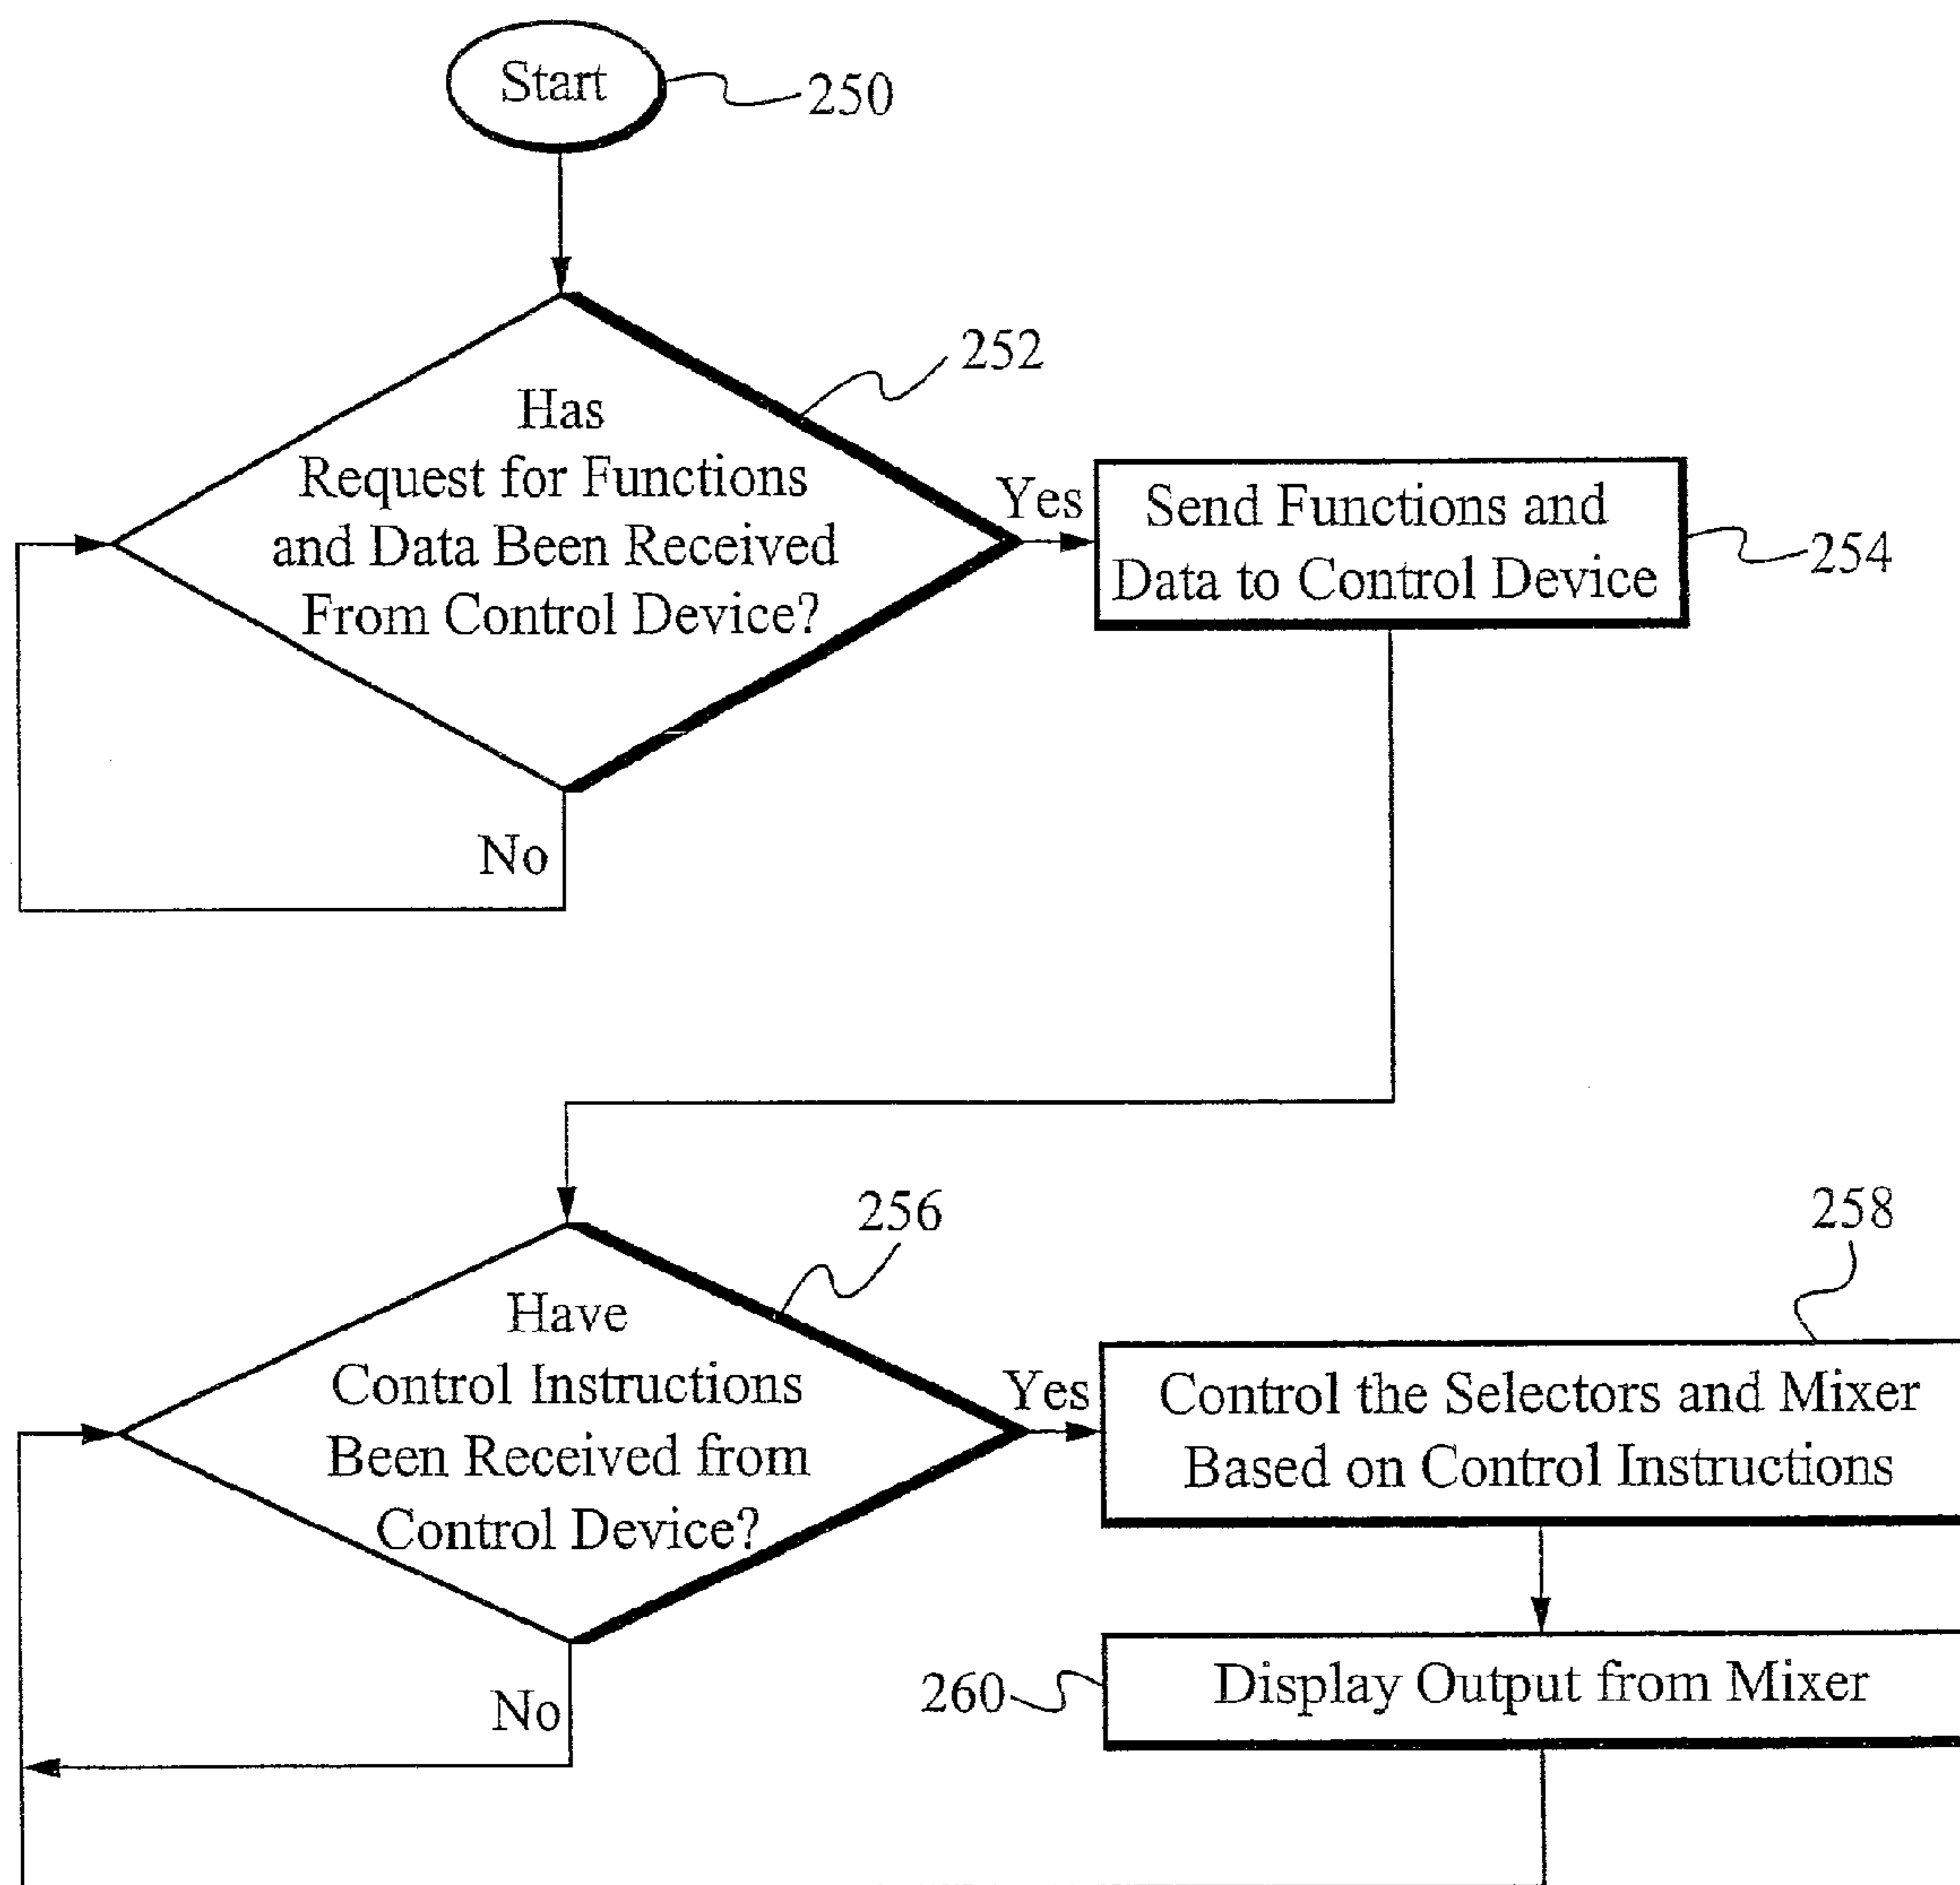 Start
250
252
Has
Request for Functions
and Data Been Received
From Control Device?
Yes
Send Functions and
Data to Control Device
254
No
256
258
Have
Control Instructions
Been Received from
Control Device?
Yes
Control the Selectors and Mixer
Based on Control Instructions
No
260
Display Output from Mixer